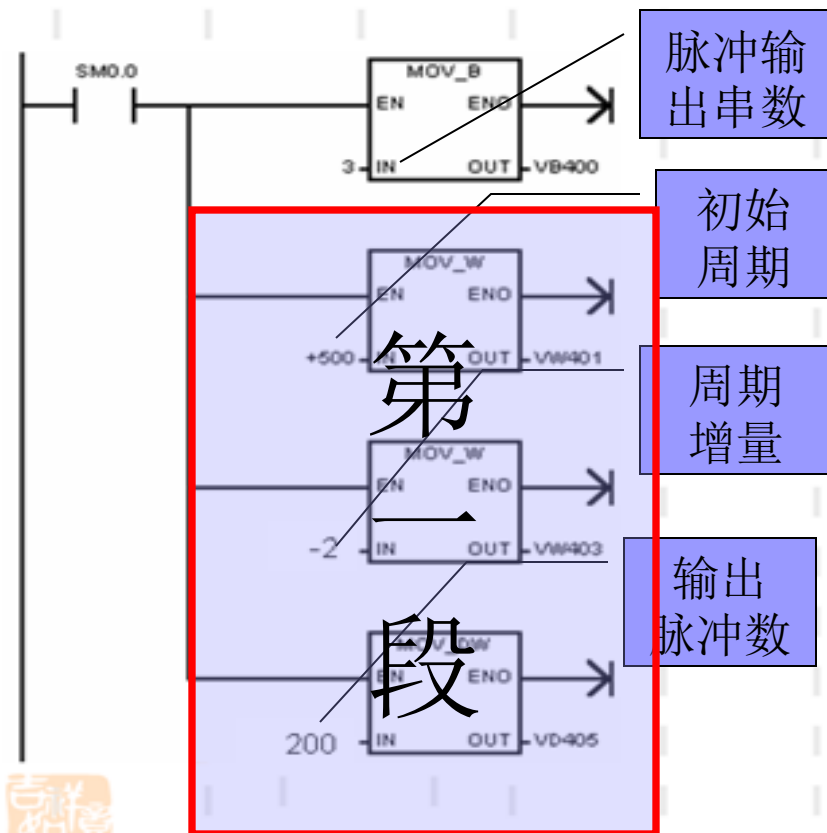 SM0.0
MOV_B
EN ENO
3 IN OUT VB400
脉冲输
出串数
初始
周期
MOV_W
EN ENO
+500 IN OUT VW401
周期
增量
MOV_W
EN ENO
-2 IN OUT VW403
输出
脉冲数
MOV_DW
EN ENO
200 IN OUT VD405
第
一
段